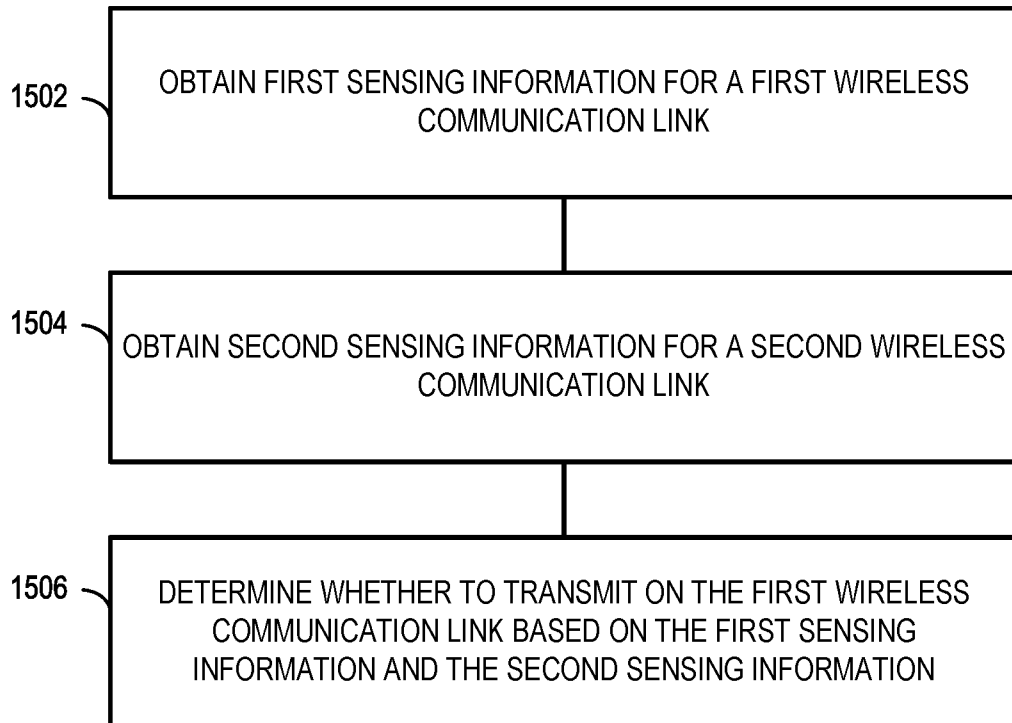 1502
OBTAIN FIRST SENSING INFORMATION FOR A FIRST WIRELESS
COMMUNICATION LINK
1504
OBTAIN SECOND SENSING INFORMATION FOR A SECOND WIRELESS
COMMUNICATION LINK
1506
DETERMINE WHETHER TO TRANSMIT ON THE FIRST WIRELESS
COMMUNICATION LINK BASED ON THE FIRST SENSING
INFORMATION AND THE SECOND SENSING INFORMATION